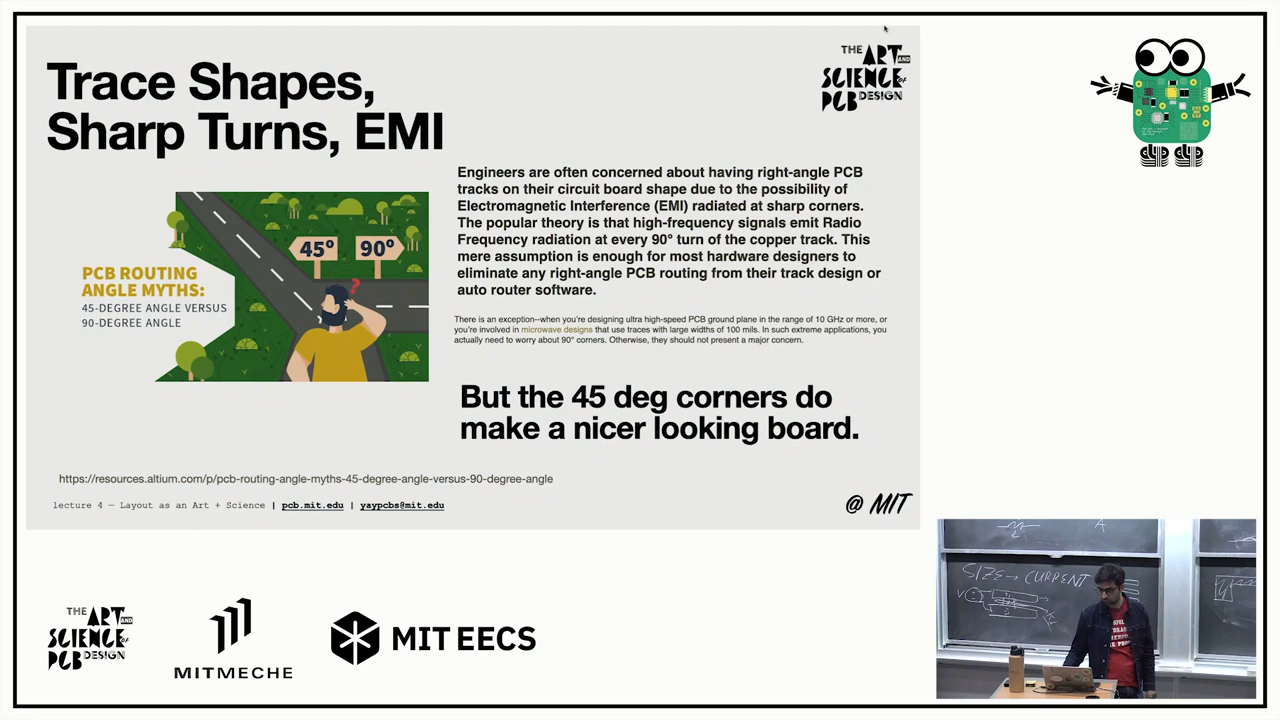 Trace Shapes,
Sharp Turns, EMI
THE ART AND
SCIENCE of
PCB DESIGN
45° 90°
?
PCB ROUTING
ANGLE MYTHS:
45-DEGREE ANGLE VERSUS
90-DEGREE ANGLE
Engineers are often concerned about having right-angle PCB
tracks on their circuit board shape due to the possibility of
Electromagnetic Interference (EMI) radiated at sharp corners.
The popular theory is that high-frequency signals emit Radio
Frequency radiation at every 90° turn of the copper track. This
mere assumption is enough for most hardware designers to
eliminate any right-angle PCB routing from their track design or
auto router software.
There is an exception--when you're designing ultra high-speed PCB ground plane in the range of 10 GHz or more, or
you're involved in microwave designs that use traces with large widths of 100 mils. In such extreme applications, you
actually need to worry about 90° corners. Otherwise, they should not present a major concern.
But the 45 deg corners do
make a nicer looking board.
https://resources.altium.com/p/pcb-routing-angle-myths-45-degree-angle-versus-90-degree-angle
lecture 4 — Layout as an Art + Science | pcb.mit.edu | yaypcbs@mit.edu
@ MIT
SIZE → CURRENT
THE ART AND
SCIENCE of
PCB DESIGN
MITMECHE
MIT EECS